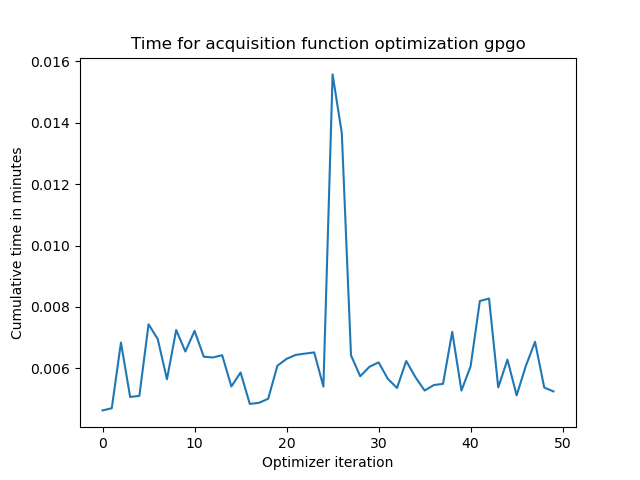 Time for acquisition function optimization gpgo
0.016
0.014
0.012
0.010
0.008
0.006
Cumulative time in minutes
0 10 20 30 40 50
Optimizer iteration